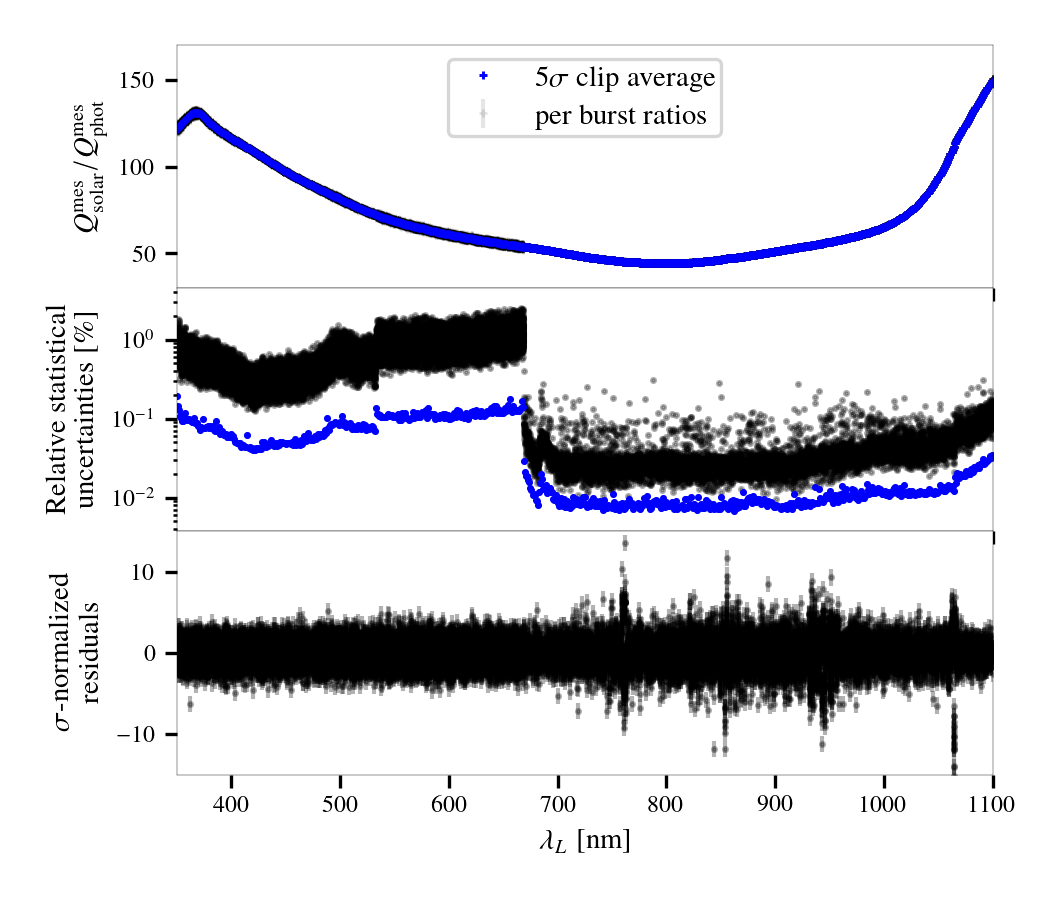 150
100
50
Q^mes_solar / Q^mes_phot
5σ clip average
per burst ratios
10^0
10^−1
10^−2
Relative statistical
uncertainties [%]
10
0
−10
σ-normalized
residuals
400 500 600 700 800 900 1000 1100
λ_L [nm]